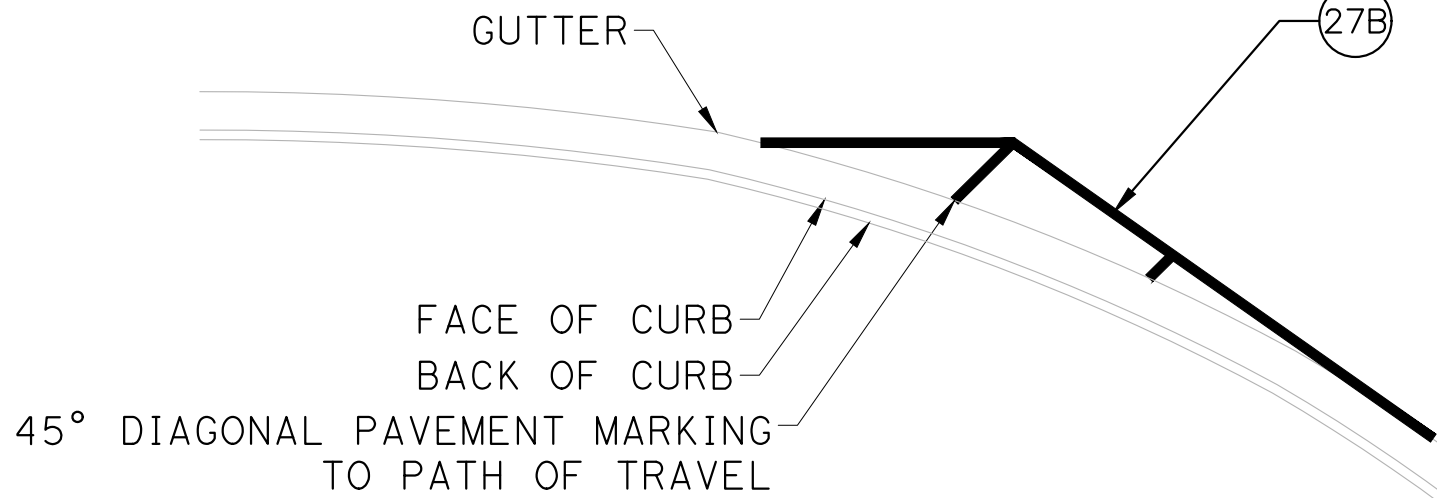 GUTTER
27B
FACE OF CURB
BACK OF CURB
45° DIAGONAL PAVEMENT MARKING
TO PATH OF TRAVEL